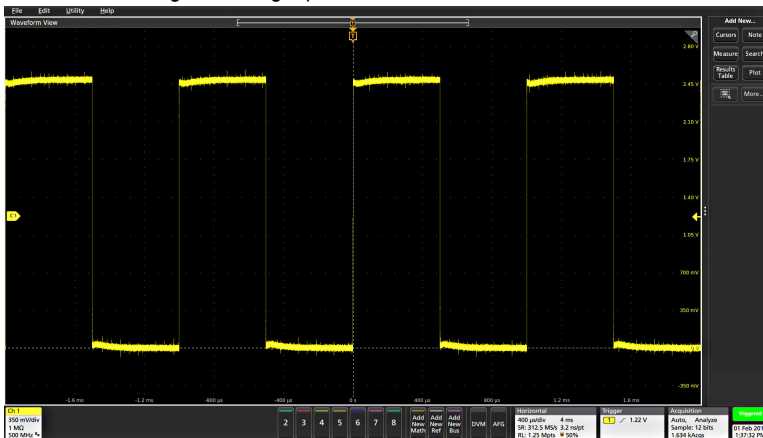 File Edit Utility Help
Waveform View
Add New...
Cursors Note
Measure Search
Results Table Plot
More...
T
2.80 V
2.45 V
2.10 V
1.75 V
1.40 V
1.05 V
700 mV
350 mV
-350 mV
C1
-1.6 ms -1.2 ms -800 µs -400 µs 0 s 400 µs 800 µs 1.2 ms 1.6 ms
Ch 1
350 mV/div
1 MΩ
500 MHz
2 3 4 5 6 7 8
Add New Math
Add New Ref
Add New Bus
DVM
AFG
Horizontal
400 µs/div 4 ms
SR: 312.5 MS/s 3.2 ns/pt
RL: 1.25 Mpts 50%
Trigger
1 1.22 V
Acquisition
Auto, Analyze
Sample: 12 bits
1.634 kAcqs
Triggered
01 Feb 201
1:37:32 P